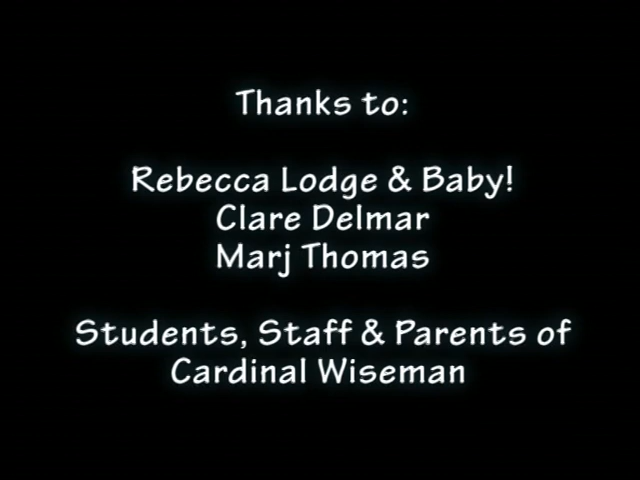 Thanks to:
Rebecca Lodge & Baby!
Clare Delmar
Marj Thomas
Students, Staff & Parents of
Cardinal Wiseman